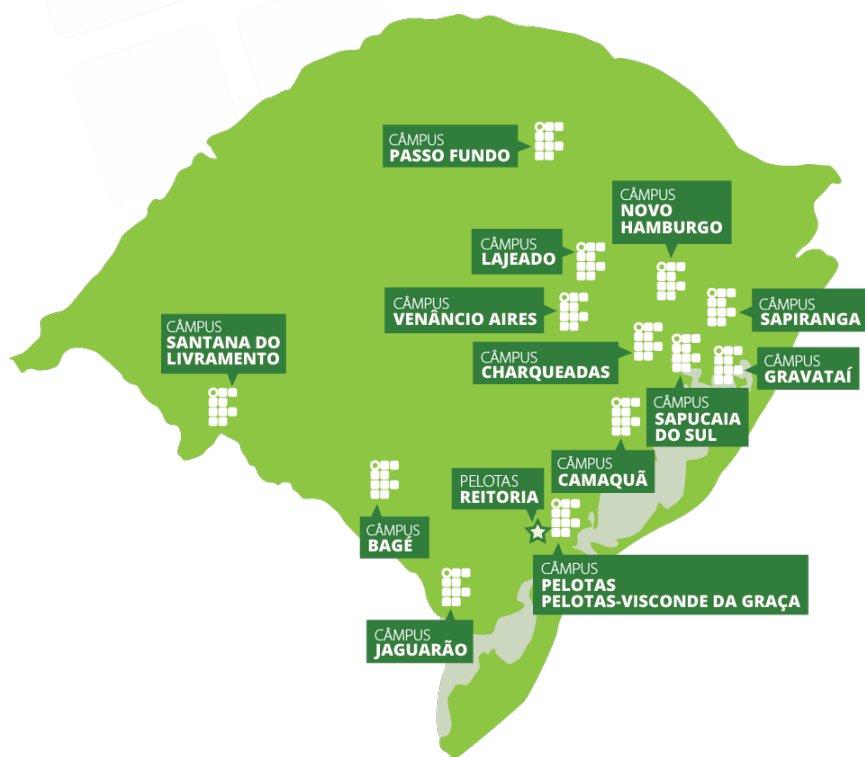 CÂMPUS
PASSO FUNDO
CÂMPUS
NOVO
HAMBURGO
CÂMPUS
LAJEADO
CÂMPUS
VENÂNCIO AIRES
CÂMPUS
SAPIRANGA
CÂMPUS
SANTANA DO
LIVRAMENTO
CÂMPUS
CHARQUEADAS
CÂMPUS
GRAVATAÍ
CÂMPUS
SAPUCAIA
DO SUL
CÂMPUS
CAMAQUÃ
PELOTAS
REITORIA
CÂMPUS
BAGÉ
CÂMPUS
PELOTAS
PELOTAS-VISCONDE DA GRAÇA
CÂMPUS
JAGUARÃO